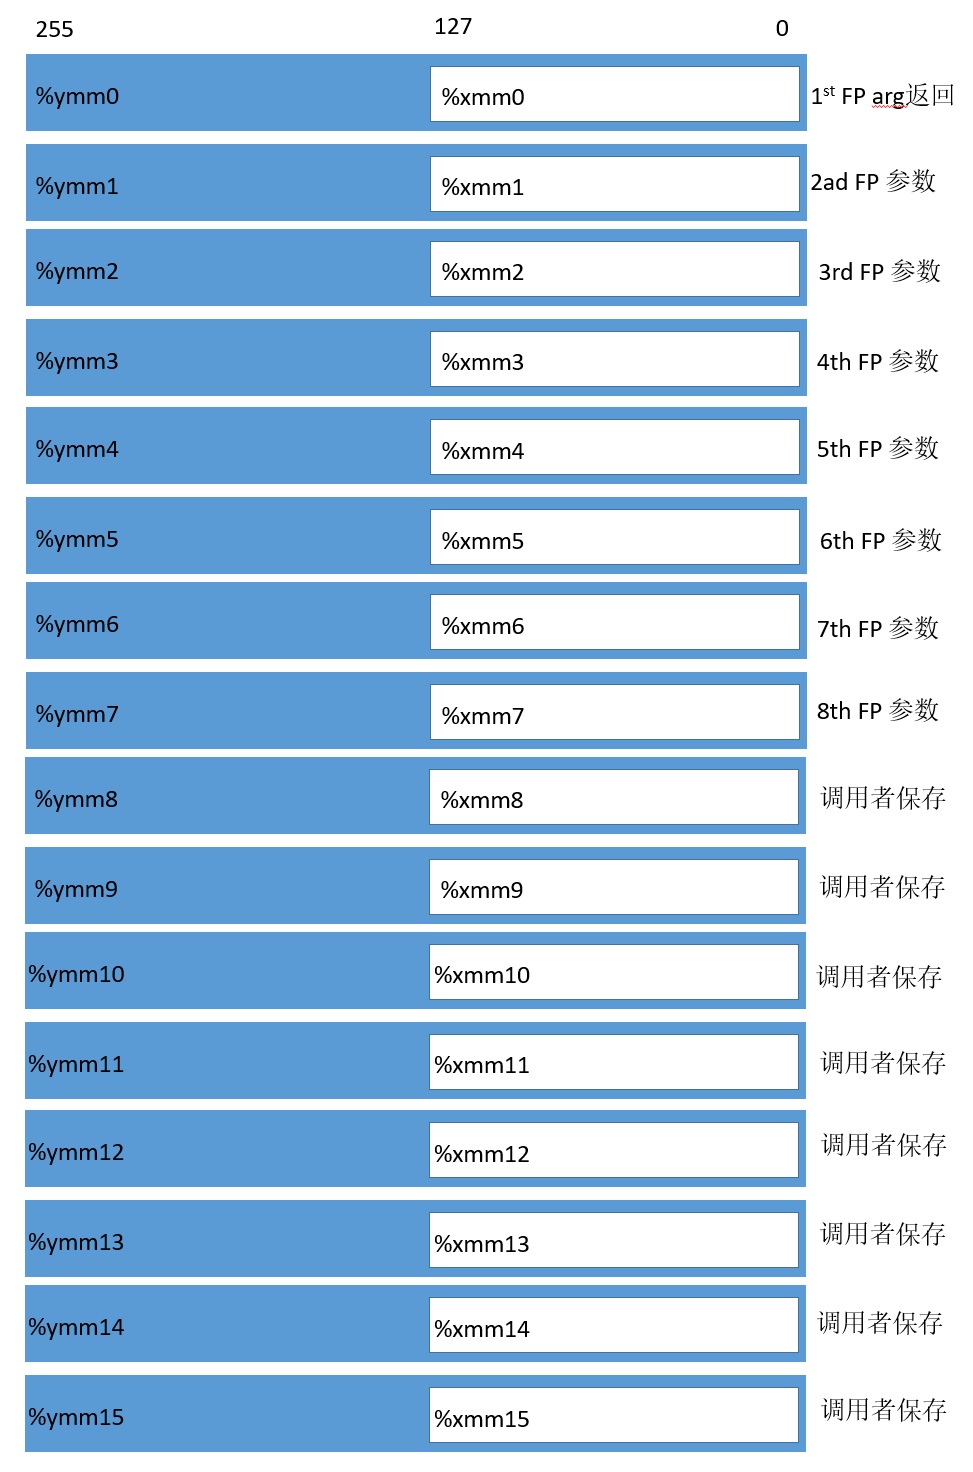 255 127 0
%ymm0 %xmm0 1st FP arg返回
%ymm1 %xmm1 2ad FP 参数
%ymm2 %xmm2 3rd FP 参数
%ymm3 %xmm3 4th FP 参数
%ymm4 %xmm4 5th FP 参数
%ymm5 %xmm5 6th FP 参数
%ymm6 %xmm6 7th FP 参数
%ymm7 %xmm7 8th FP 参数
%ymm8 %xmm8 调用者保存
%ymm9 %xmm9 调用者保存
%ymm10 %xmm10 调用者保存
%ymm11 %xmm11 调用者保存
%ymm12 %xmm12 调用者保存
%ymm13 %xmm13 调用者保存
%ymm14 %xmm14 调用者保存
%ymm15 %xmm15 调用者保存